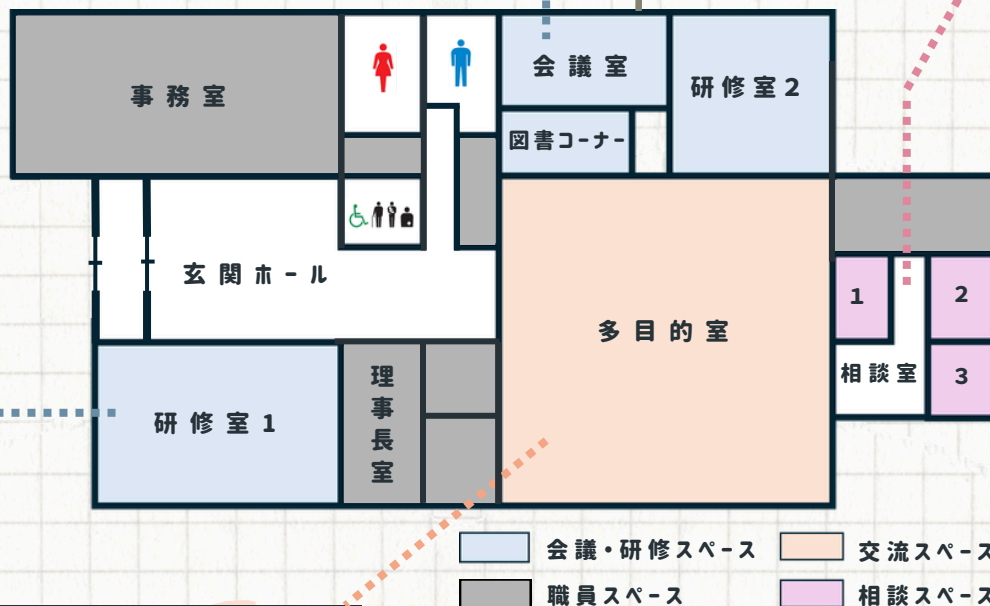 事務室
会議室
研修室2
図書コーナー
玄関ホール
多目的室
1
2
相談室
3
研修室1
理事長室
会議・研修スペース
交流スペース
職員スペース
相談スペース